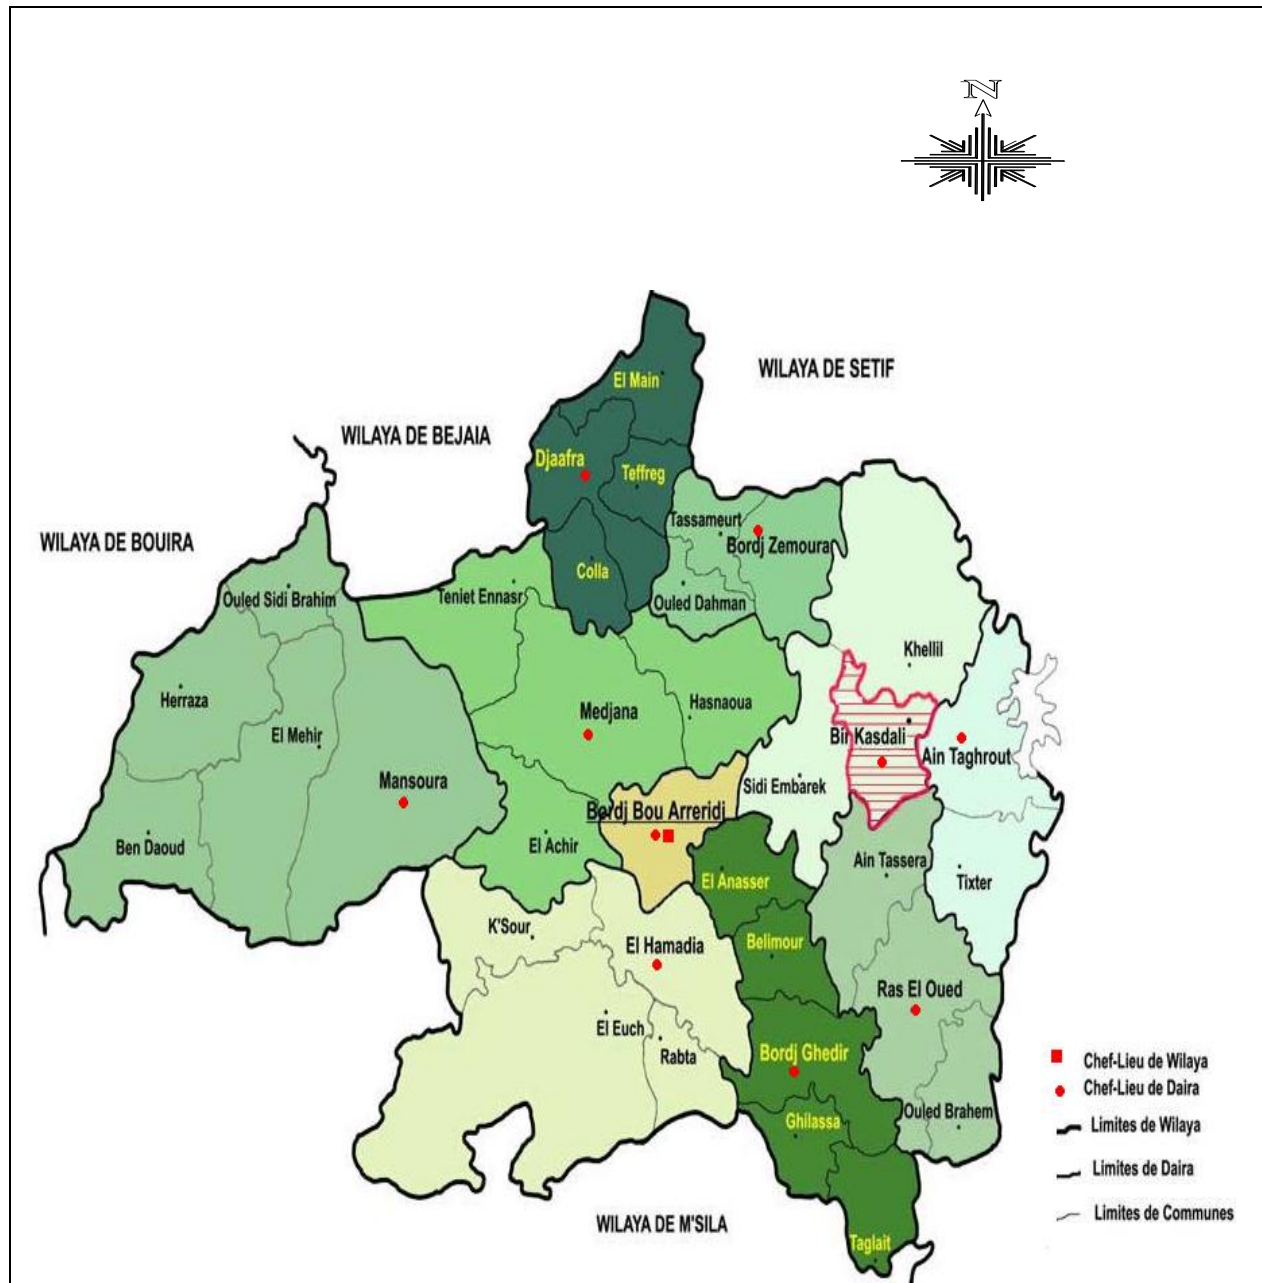 N
WILAYA DE SETIF
El Main
WILAYA DE BEJAIA
Djaafra
Teffreg
Tassameurt
WILAYA DE BOUIRA
Bordj Zemoura
Colla
Teniet Ennasr
Ouled Sidi Brahim
Ouled Dahman
Khellil
Herraza
Hasnaoua
Medjana
El Mehir
Bir Kasdali
Ain Taghrout
Mansoura
Sidi Embarek
Bordj Bou Arreridj
Ben Daoud
El Achir
Ain Tassera
El Anasser
Tixter
K'Sour
El Hamadia
Belimour
Ras El Oued
El Euch
Rabta
Bordj Ghedir
Ouled Brahem
Ghilassa
WILAYA DE M'SILA
Taglait
Chef-Lieu de Wilaya
Chef-Lieu de Daira
Limites de Wilaya
Limites de Daira
Limites de Communes